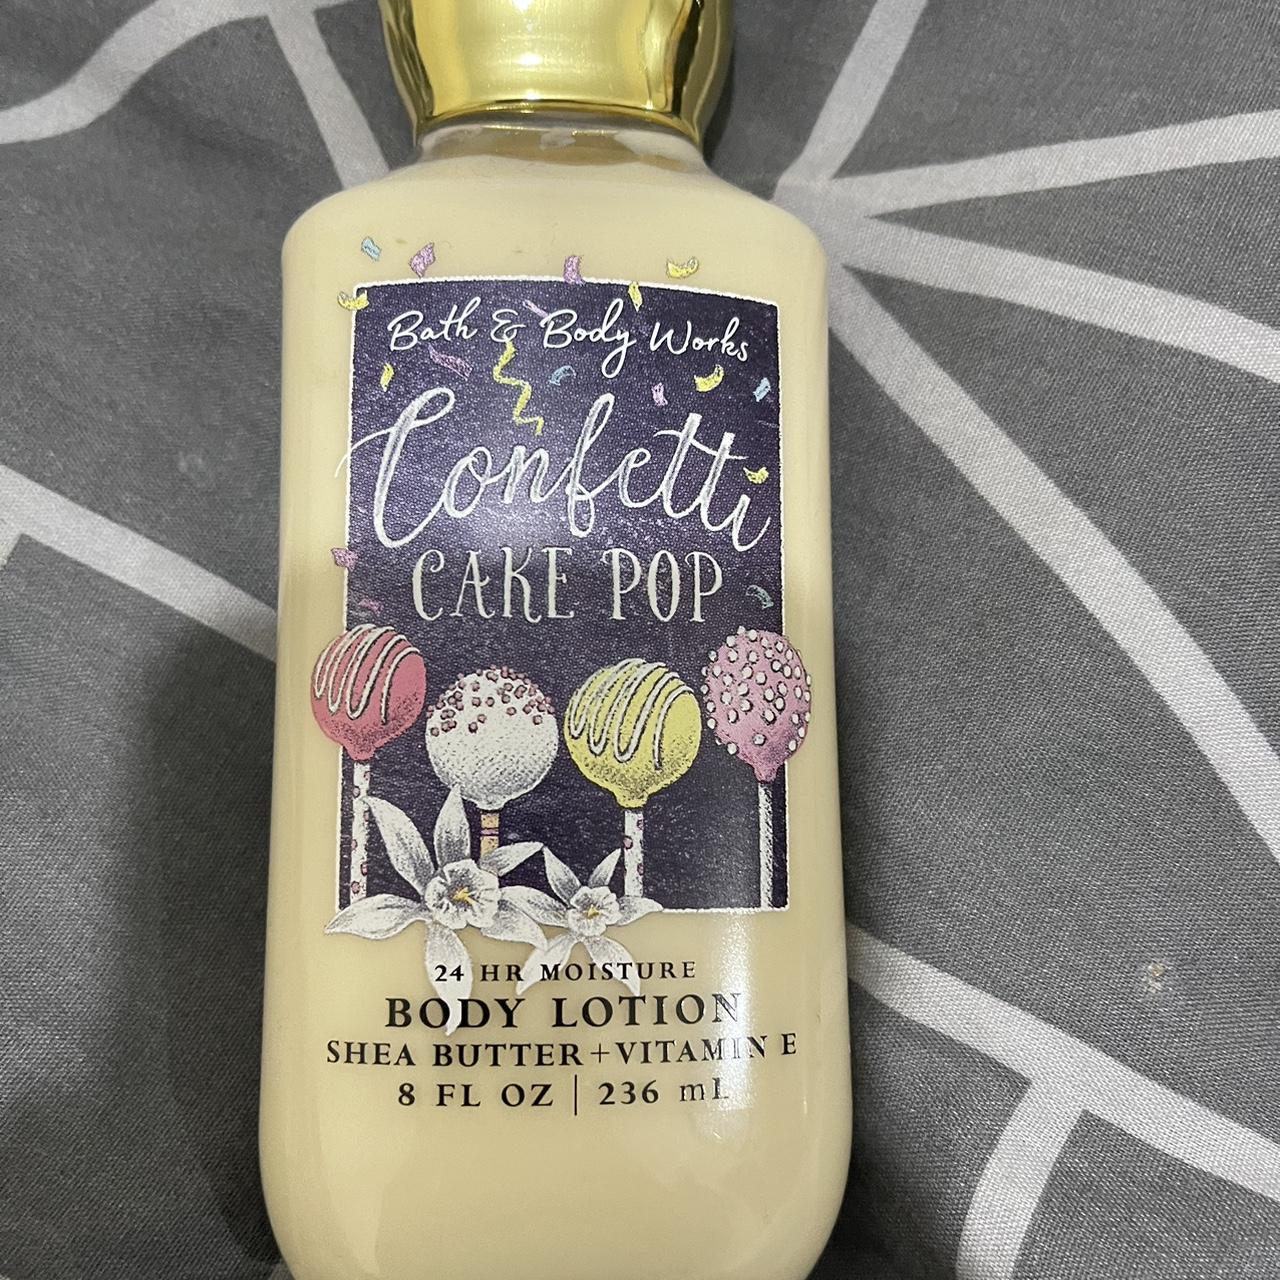 Bath & Body Works
Confetti
CAKE POP
24 HR MOISTURE
BODY LOTION
SHEA BUTTER+VITAMIN E
8 FL OZ | 236 mL